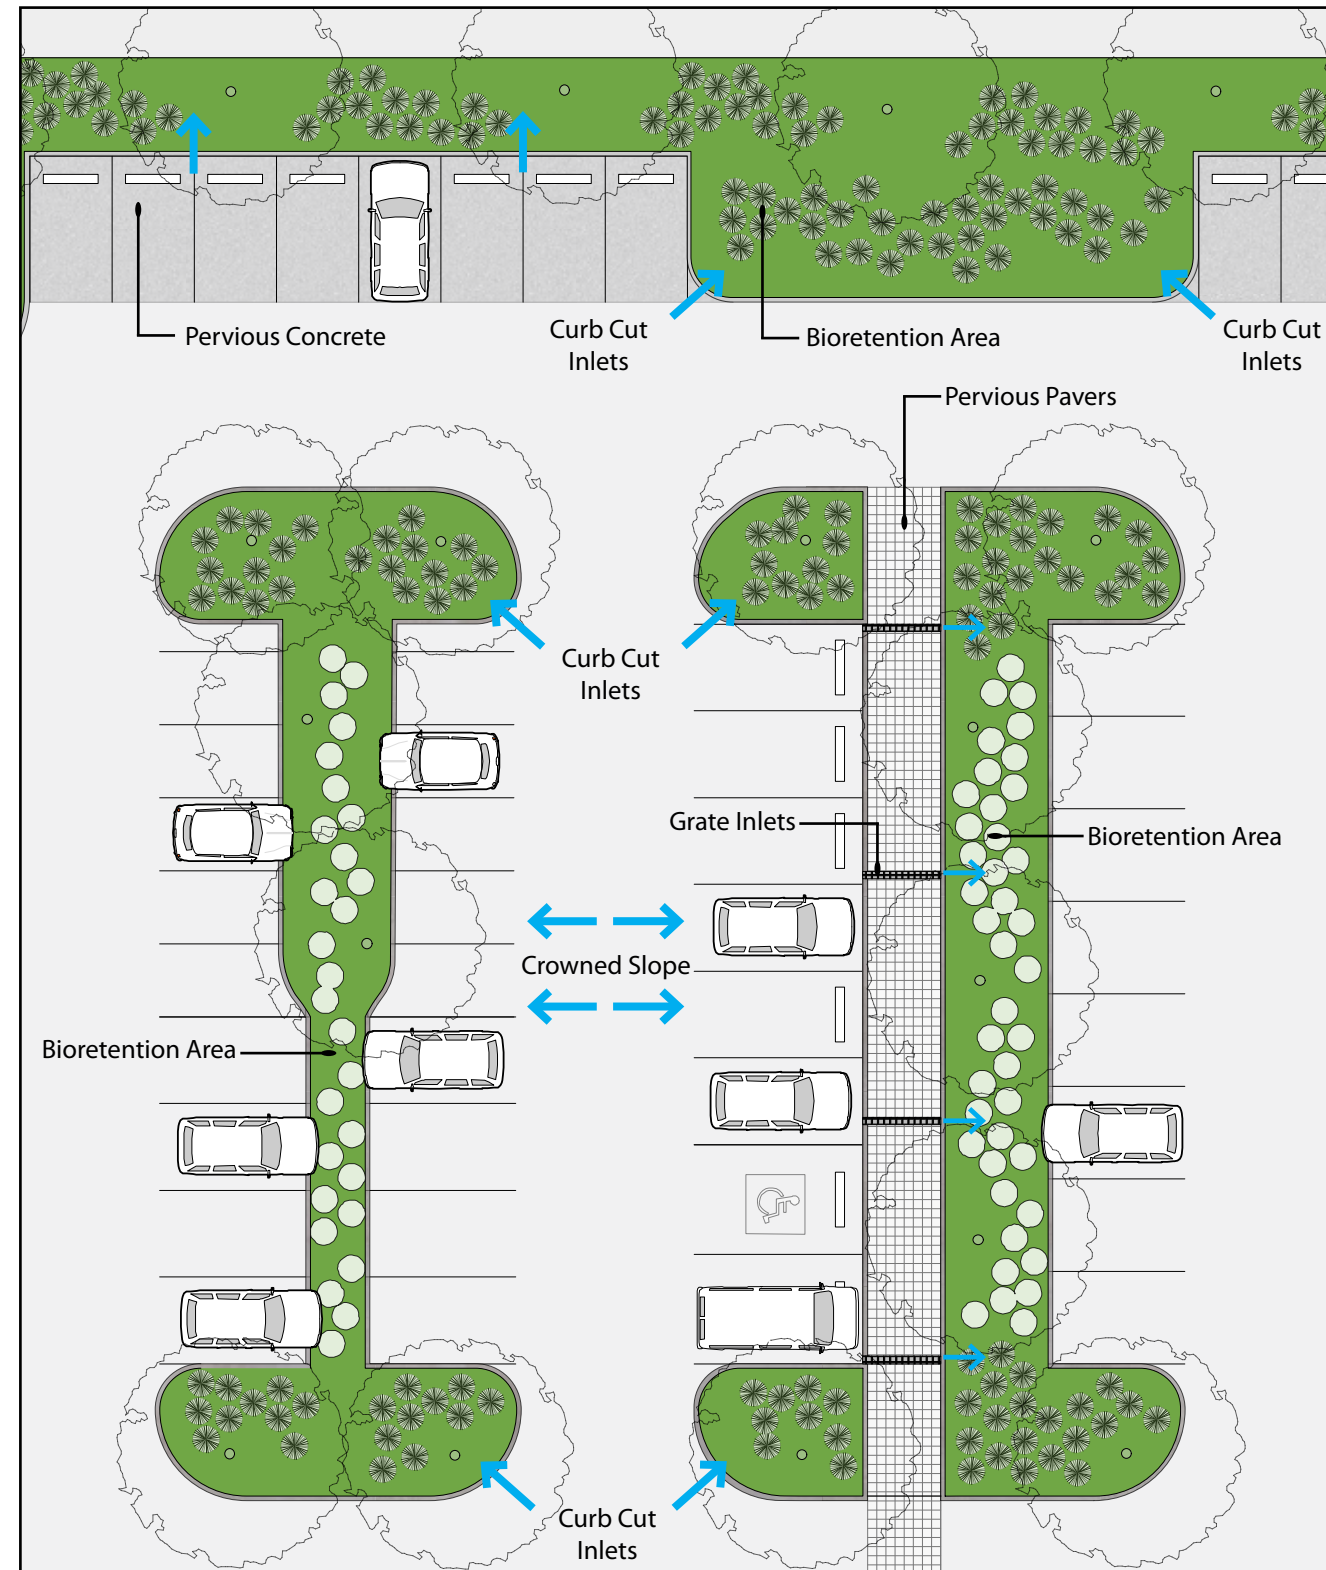 Pervious Concrete
Curb Cut
Inlets
Bioretention Area
Curb Cut
Inlets
Pervious Pavers
Curb Cut
Inlets
Grate Inlets
Bioretention Area
Crowned Slope
Bioretention Area
Curb Cut
Inlets